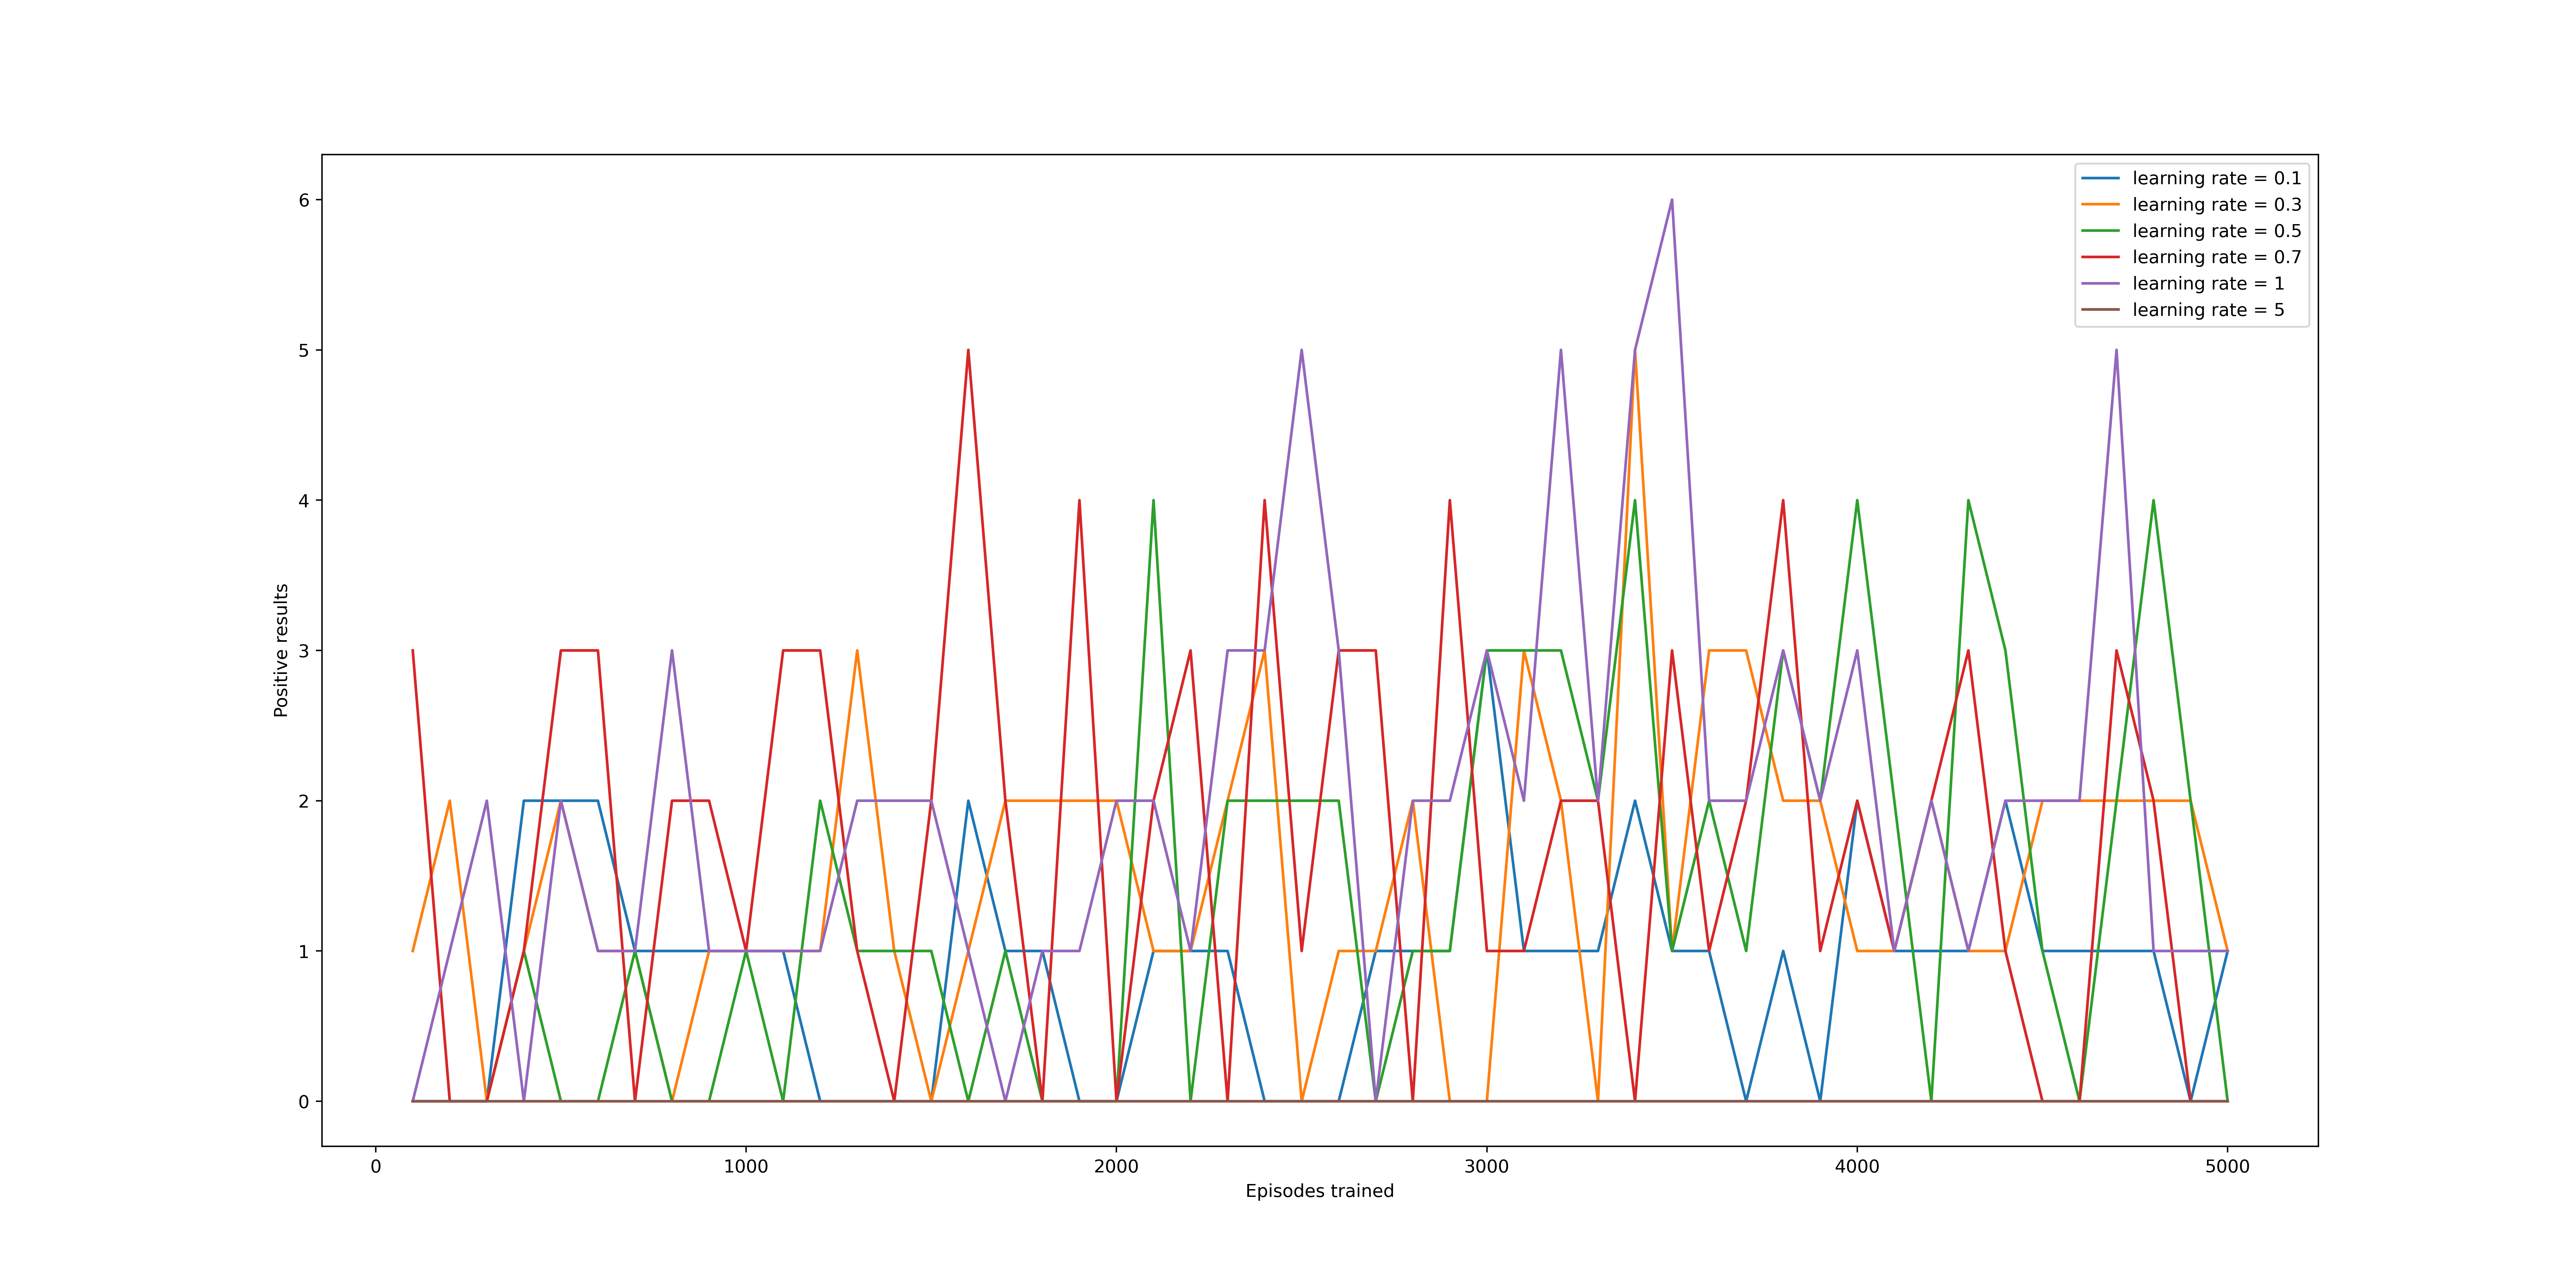 learning rate = 0.1
learning rate = 0.3
learning rate = 0.5
learning rate = 0.7
learning rate = 1
learning rate = 5
6
5
4
3
2
1
0
Positive results
0 1000 2000 3000 4000 5000
Episodes trained